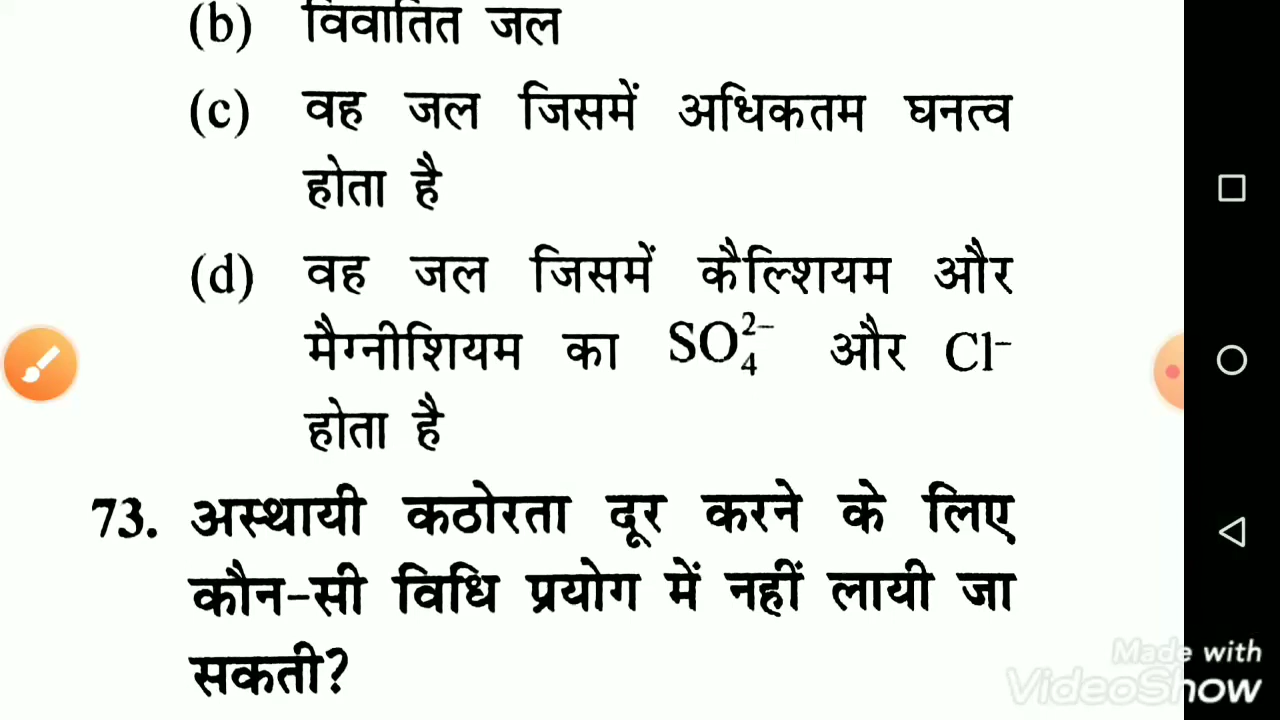 (b) विवातित जल
(c) वह जल जिसमें अधिकतम घनत्व
होता है
(d) वह जल जिसमें कैल्शियम और
मैग्नीशियम का SO₄²⁻ और Cl⁻
होता है
73. अस्थायी कठोरता दूर करने के लिए
कौन-सी विधि प्रयोग में नहीं लायी जा
सकती?
Made with
VideoShow